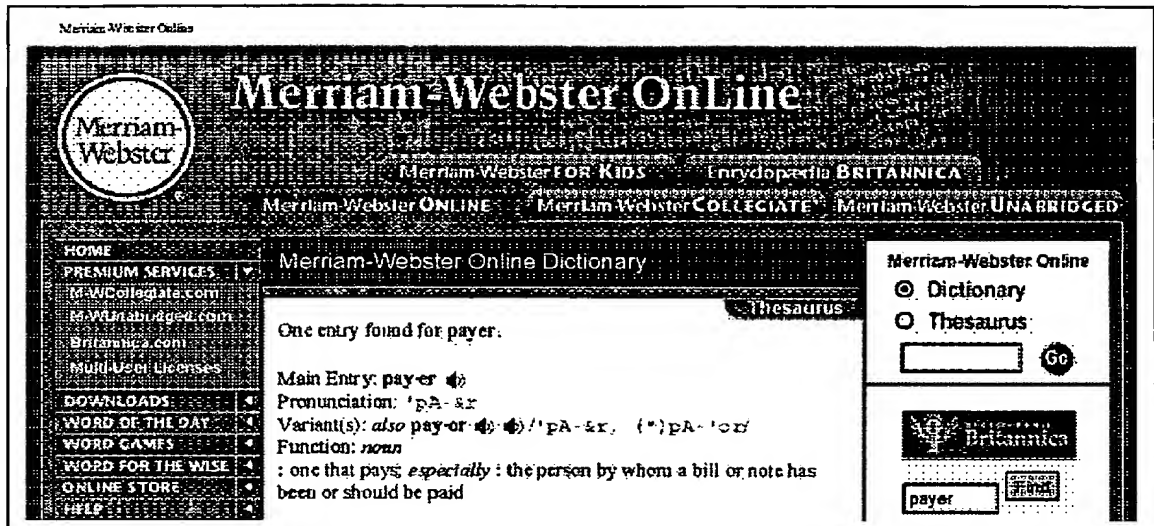 Merriam-Webster Online
Merriam-Webster
Merriam-Webster OnLine
Merriam-Webster FOR KIDS
Encyclopædia BRITANNICA
Merriam-Webster ONLINE
Merriam-Webster COLLEGIATE®
Merriam-Webster UNABRIDGED
HOME
PREMIUM SERVICES
M-WCollegiate.com
M-WUnabridged.com
Britannica.com
Multi-User Licenses
DOWNLOADS
WORD OF THE DAY
WORD GAMES
WORD FOR THE WISE
ONLINE STORE
HELP
Merriam-Webster Online Dictionary
Thesaurus
One entry found for payer.
Main Entry: pay·er
Pronunciation: 'pA-&r
Variant(s): also pay·or /'pA-&r, (")pA-'or/
Function: noun
: one that pays; especially : the person by whom a bill or note has
been or should be paid
Merriam-Webster Online
Dictionary
Thesaurus
Go
Britannica
payer
Find